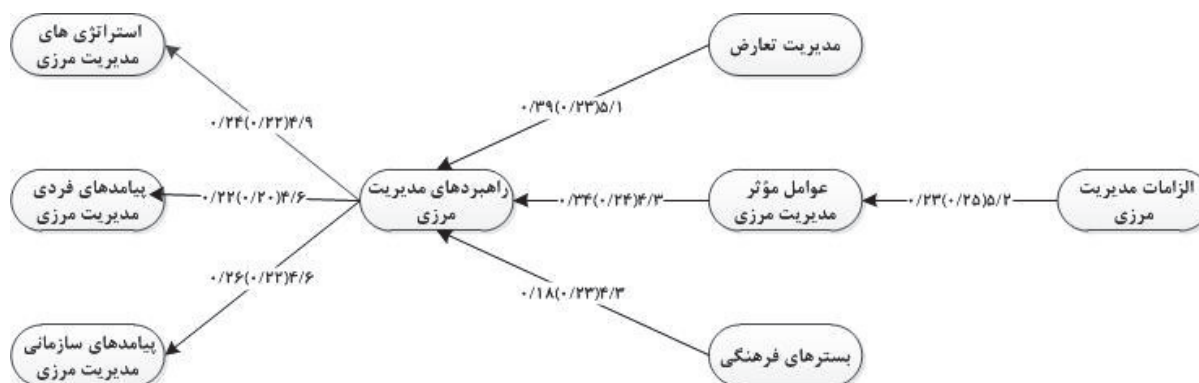 مدیریت تعارض
استراتژی های
مدیریت مرزی
۰/۳۹(۰/۲۳)۵/۱
۰/۲۴(۰/۲۲)۴/۹
الزامات مدیریت
مرزی
۰/۲۳(۰/۲۵)۵/۲
عوامل مؤثر
مدیریت مرزی
۰/۳۴(۰/۲۴)۴/۳
راهبردهای مدیریت
مرزی
۰/۲۲(۰/۲۰)۴/۶
پیامدهای فردی
مدیریت مرزی
۰/۲۶(۰/۲۲)۴/۶
۰/۱۸(۰/۲۳)۴/۳
بسترهای فرهنگی
پیامدهای سازمانی
مدیریت مرزی